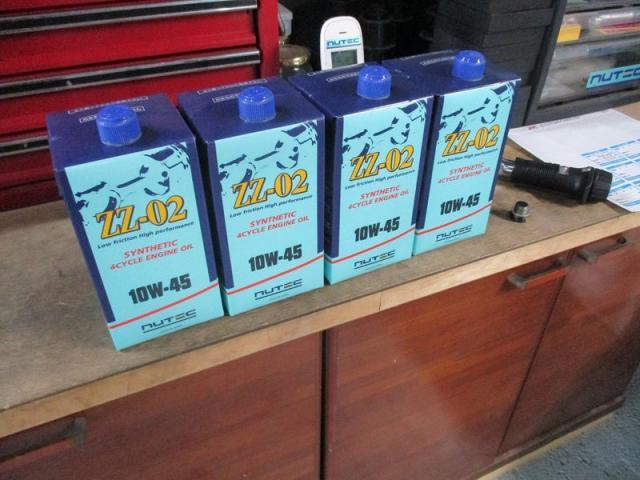 NUTEC
NUTEC
ZZ-02
Low friction High performance
SYNTHETIC
4CYCLE ENGINE OIL
10W-45
NUTEC
ZZ-02
Low friction High performance
SYNTHETIC
4CYCLE ENGINE OIL
10W-45
NUTEC
ZZ-02
Low friction High performance
SYNTHETIC
4CYCLE ENGINE OIL
10W-45
NUTEC
ZZ-02
Low friction High performance
SYNTHETIC
4CYCLE ENGINE OIL
10W-45
NUTEC